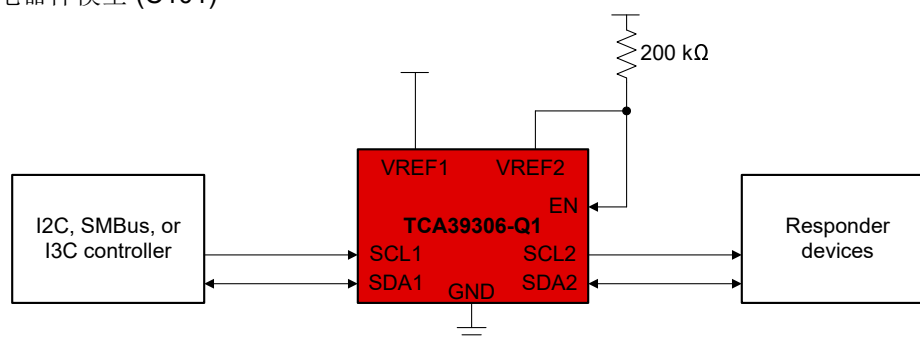 (C101)
200 kΩ
VREF1 VREF2
EN
TCA39306-Q1
I2C, SMBus, or
I3C controller
SCL1 SCL2
SDA1 SDA2
GND
Responder
devices